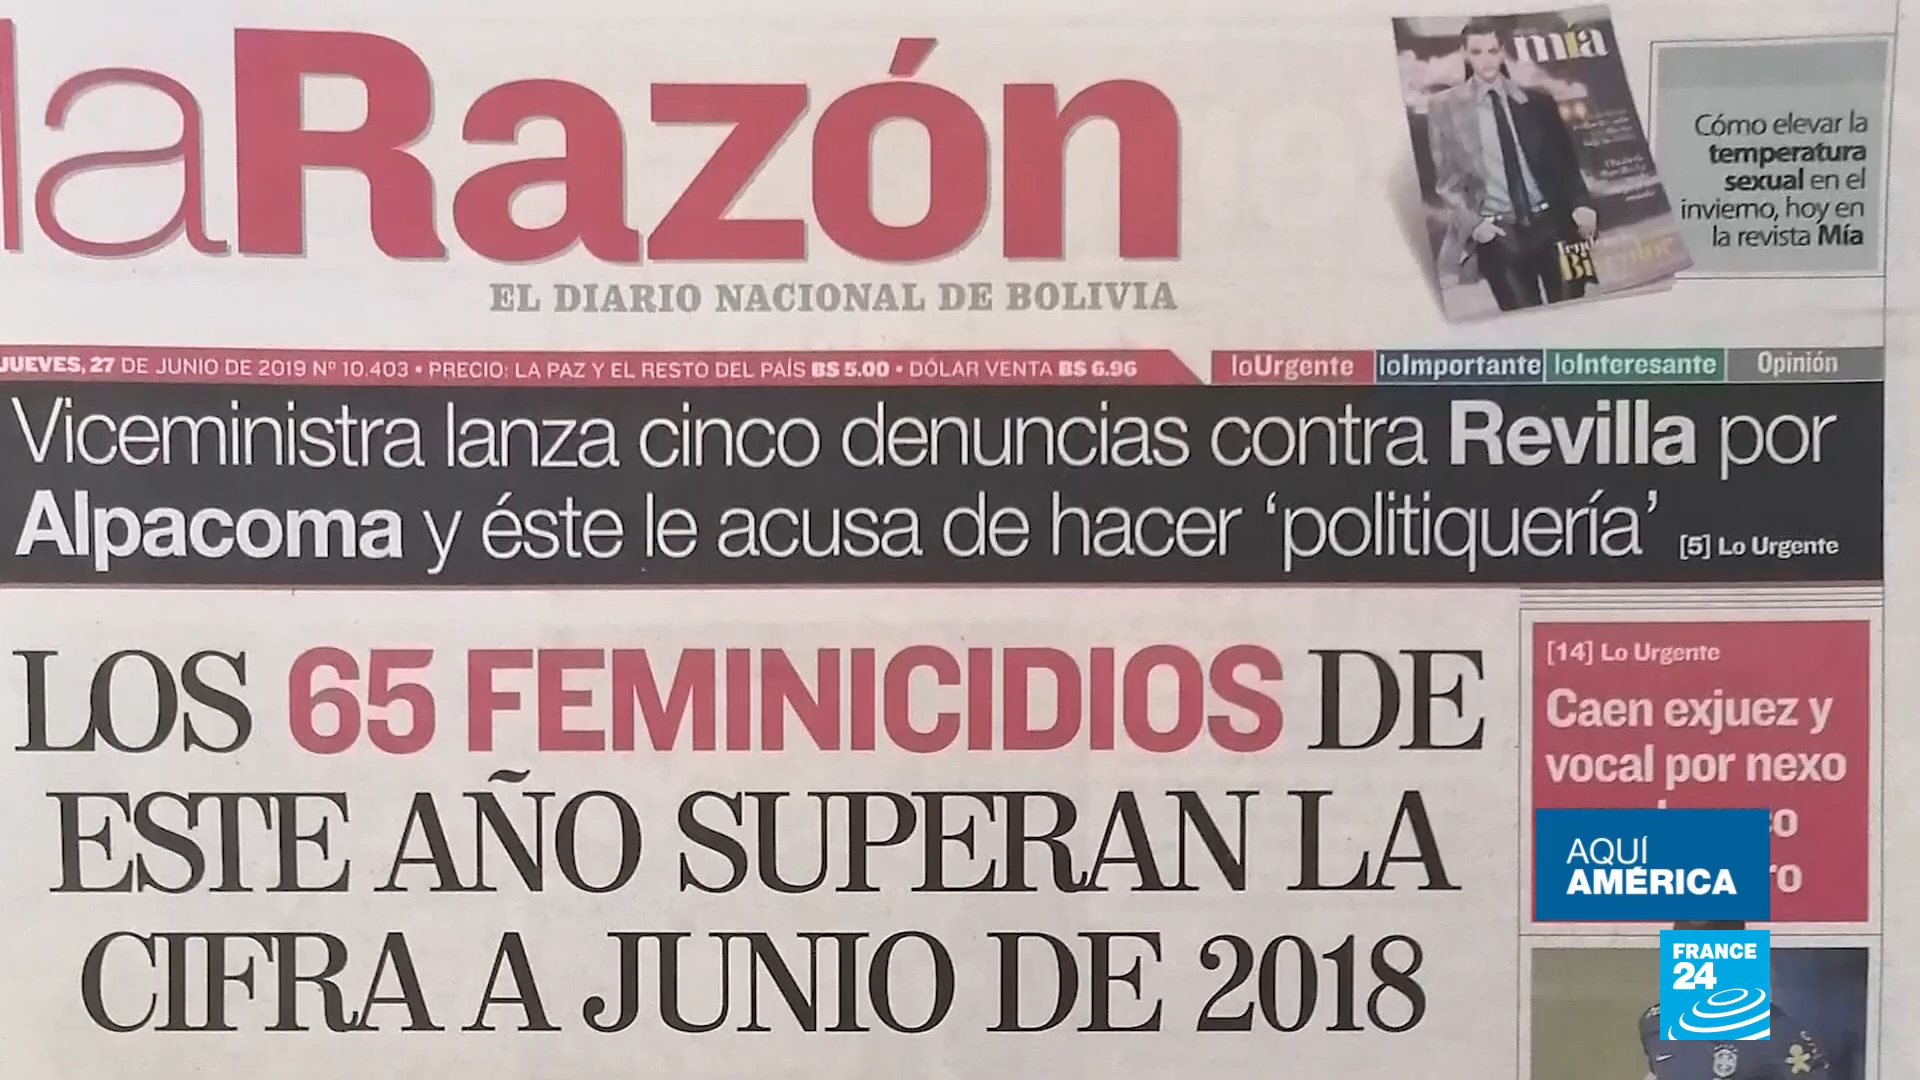 laRazón
EL DIARIO NACIONAL DE BOLIVIA
mía
Cómo elevar la
temperatura
sexual en el
invierno, hoy en
la revista Mía
JUEVES, 27 DE JUNIO DE 2019 Nº 10.403 • PRECIO: LA PAZ Y EL RESTO DEL PAÍS BS 5.00 • DÓLAR VENTA BS 6.96
loUrgente loImportante loInteresante Opinión
Viceministra lanza cinco denuncias contra Revilla por
Alpacoma y éste le acusa de hacer ‘politiquería’ [5] Lo Urgente
LOS 65 FEMINICIDIOS DE
ESTE AÑO SUPERAN LA
CIFRA A JUNIO DE 2018
[14] Lo Urgente
Caen exjuez y
vocal por nexo
AQUÍ
AMÉRICA
FRANCE
24